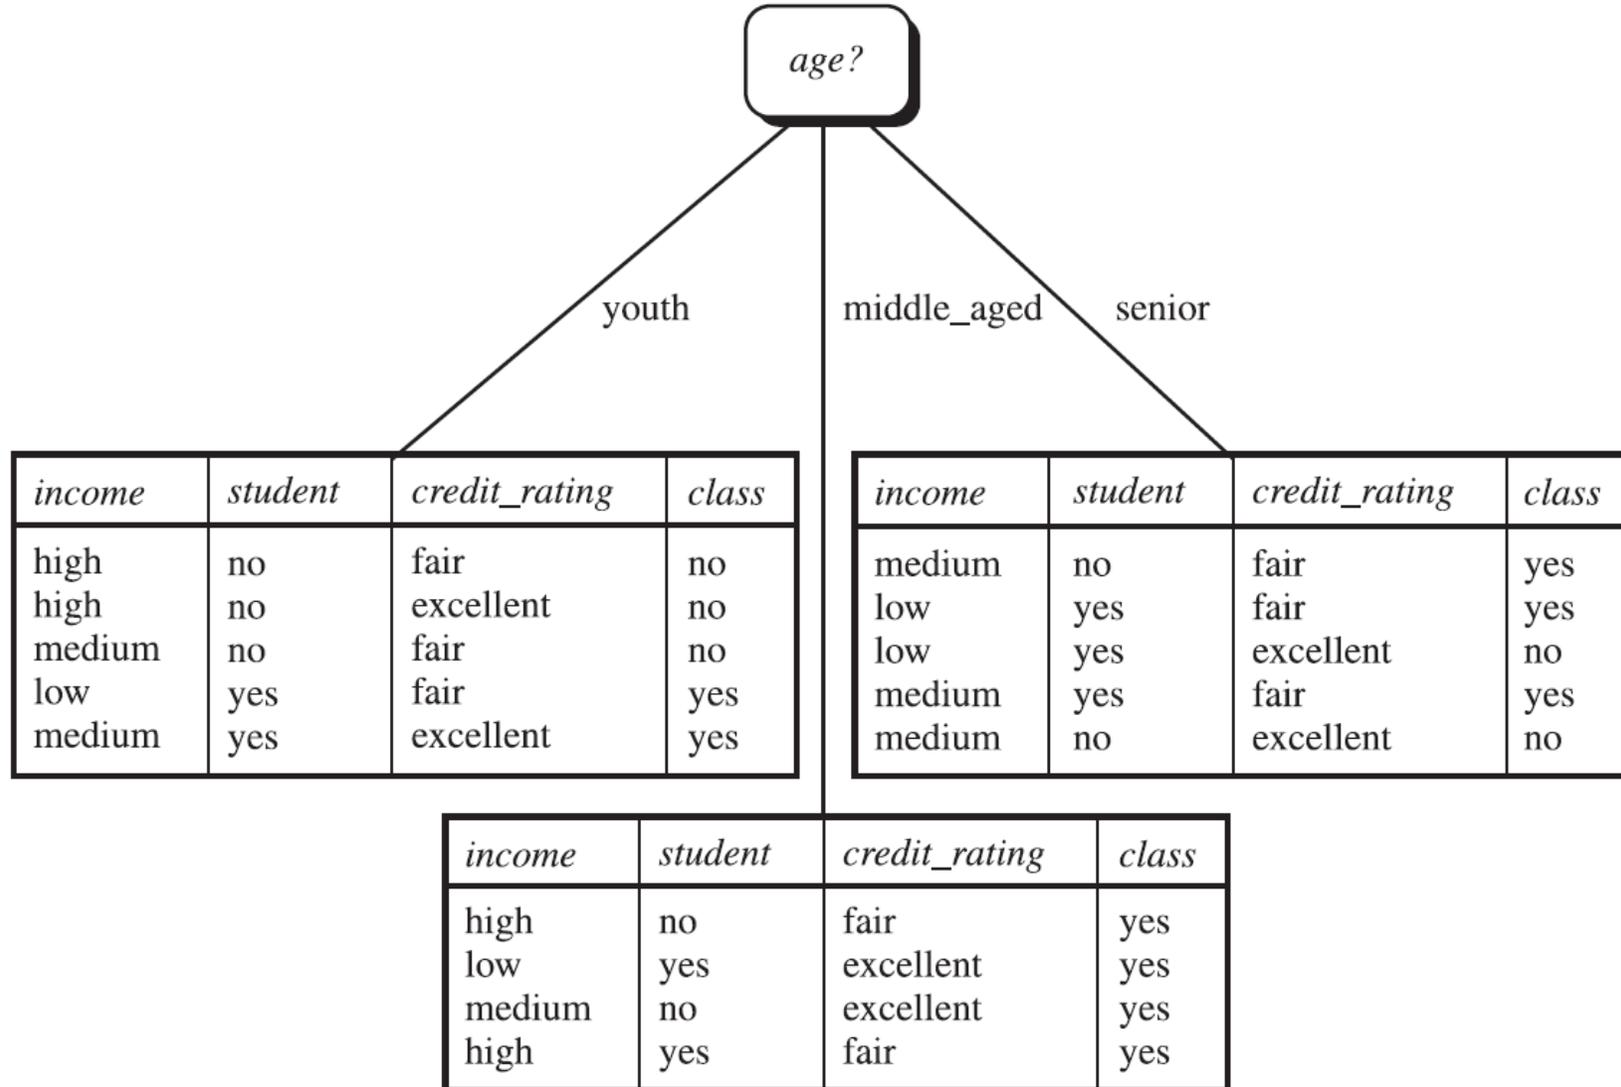 age?
youth
middle_aged
senior
income student credit_rating class
high no fair no
high no excellent no
medium no fair no
low yes fair yes
medium yes excellent yes
income student credit_rating class
medium no fair yes
low yes fair yes
low yes excellent no
medium yes fair yes
medium no excellent no
income student credit_rating class
high no fair yes
low yes excellent yes
medium no excellent yes
high yes fair yes